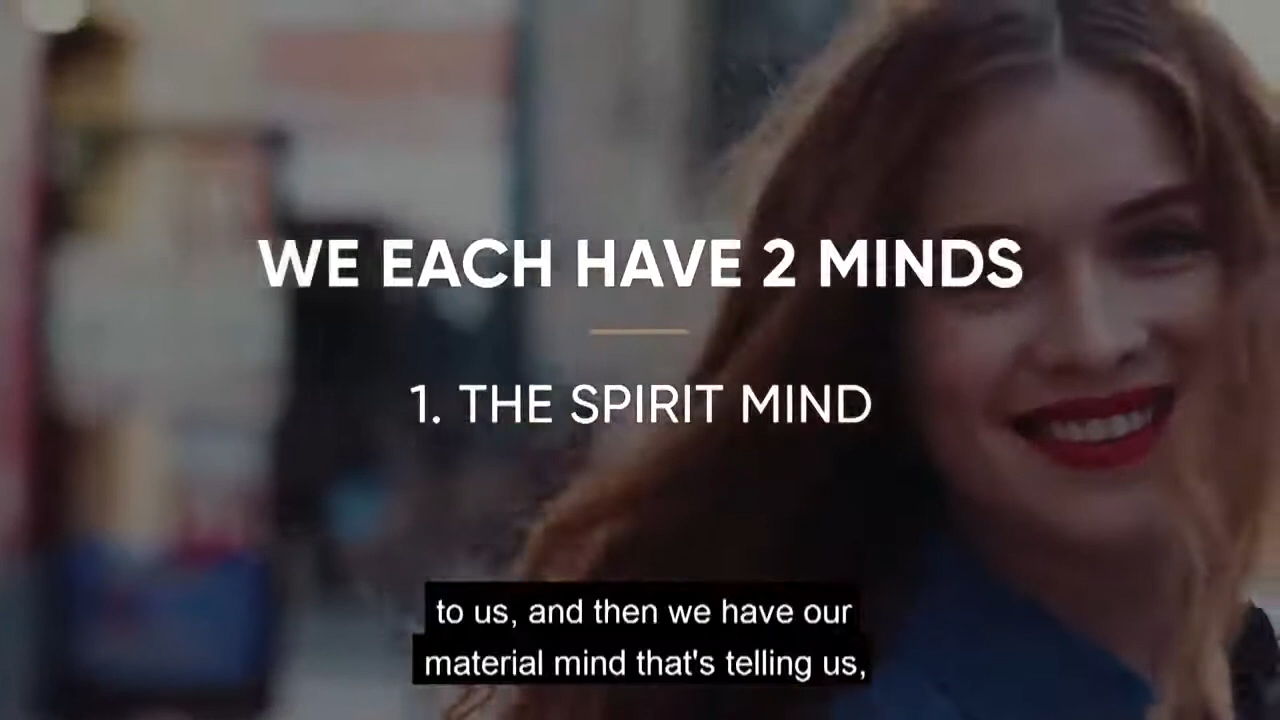 WE EACH HAVE 2 MINDS
1. THE SPIRIT MIND
to us, and then we have our
material mind that's telling us,